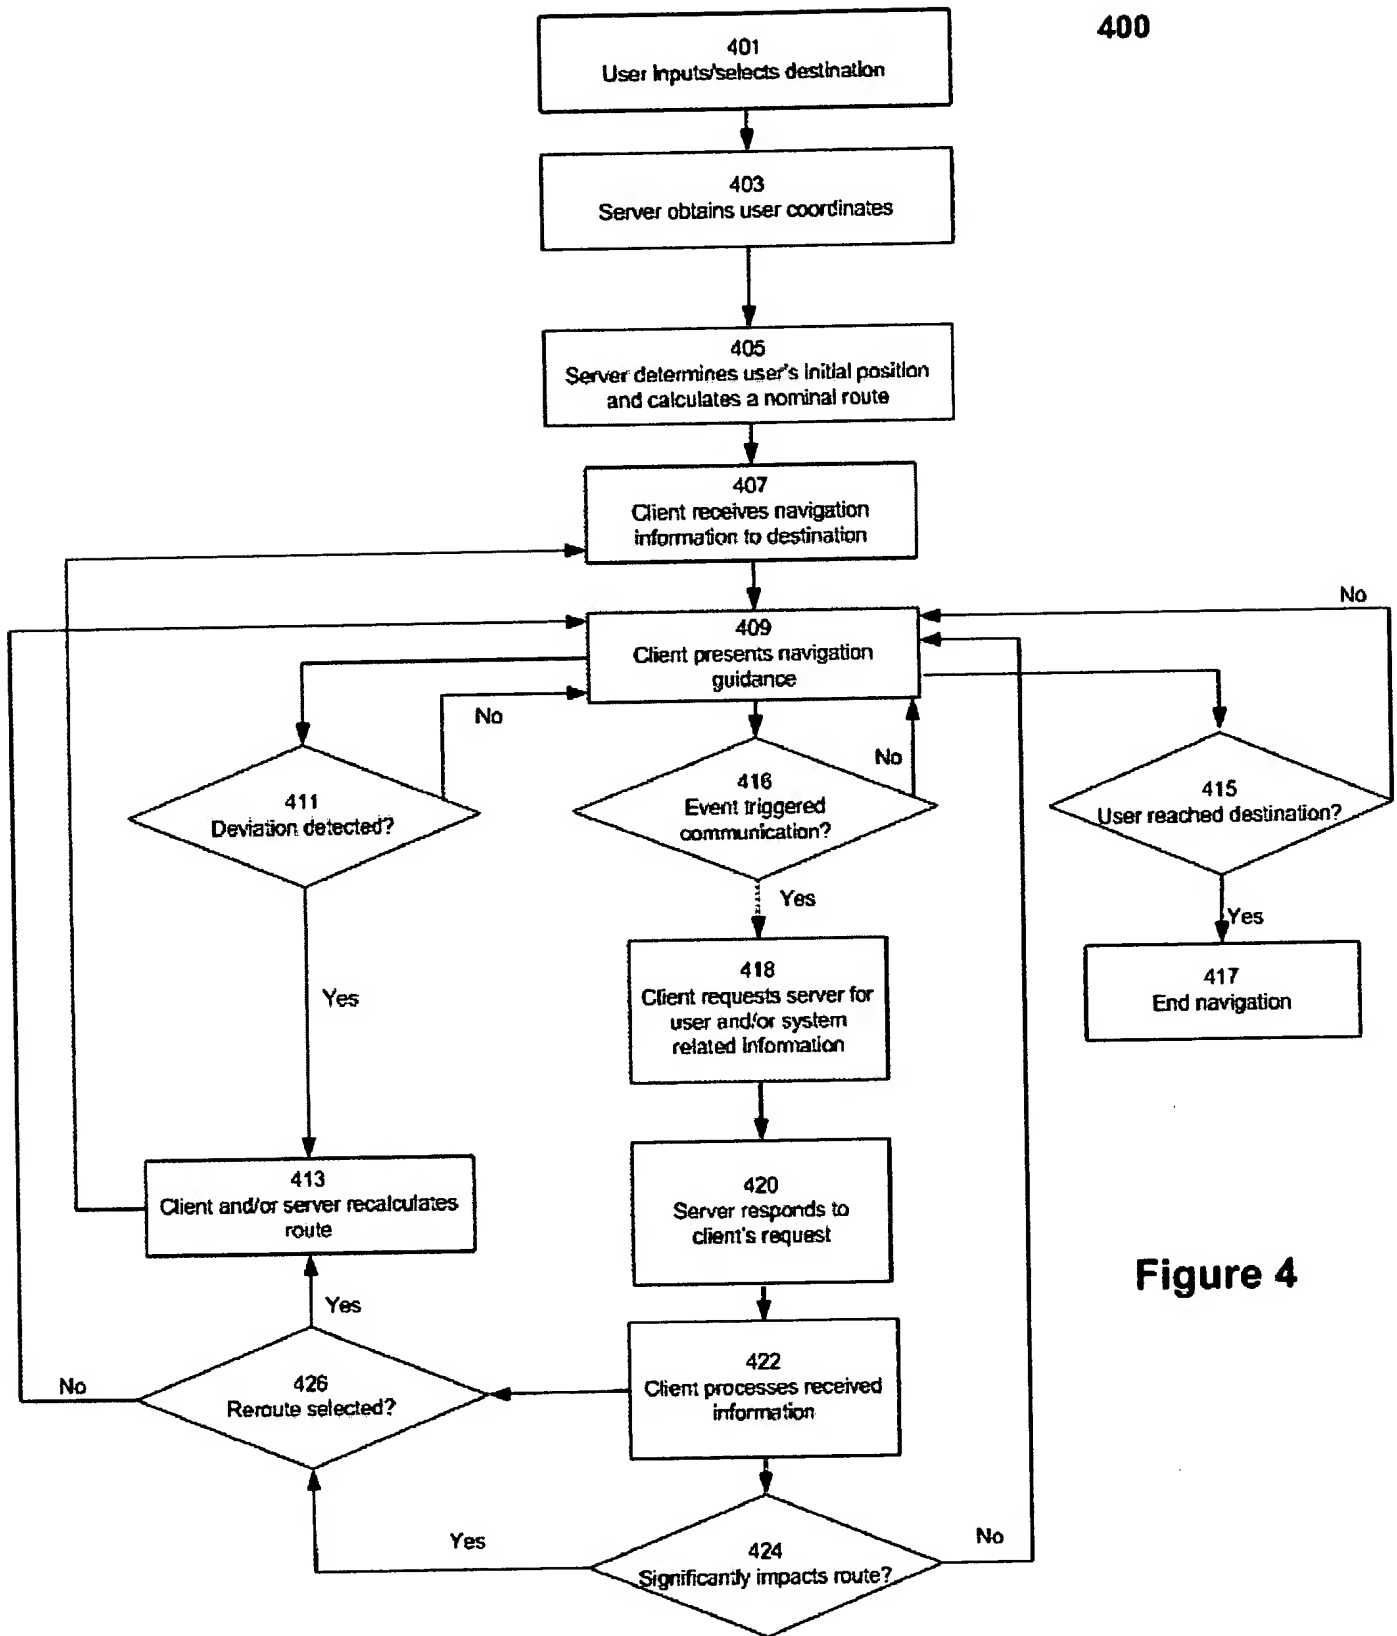 400
401
User inputs/selects destination
403
Server obtains user coordinates
405
Server determines user's initial position
and calculates a nominal route
407
Client receives navigation
information to destination
No
409
Client presents navigation
guidance
No
No
411
Deviation detected?
416
Event triggered
communication?
415
User reached destination?
Yes
Yes
Yes
418
Client requests server for
user and/or system
related information
417
End navigation
413
Client and/or server recalculates
route
420
Server responds to
client's request
Figure 4
Yes
422
Client processes received
information
No
426
Reroute selected?
Yes
No
424
Significantly impacts route?